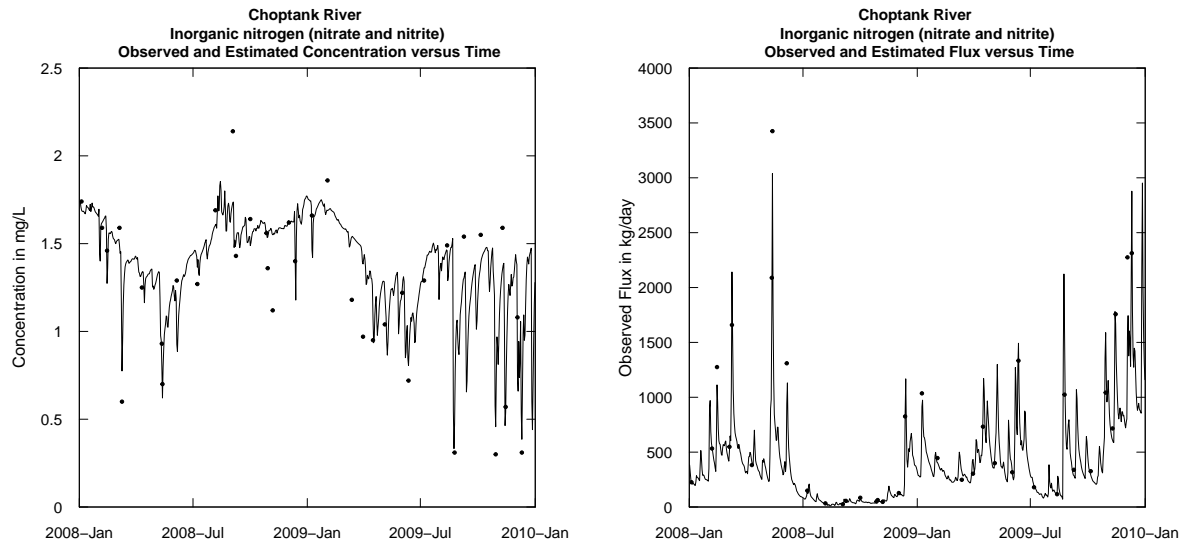 Choptank River
Inorganic nitrogen (nitrate and nitrite)
Observed and Estimated Concentration versus Time
2.5
2
1.5
1
0.5
0
Concentration in mg/L
2008−Jan
2008−Jul
2009−Jan
2009−Jul
2010−Jan
Choptank River
Inorganic nitrogen (nitrate and nitrite)
Observed and Estimated Flux versus Time
4000
3500
3000
2500
2000
1500
1000
500
0
Observed Flux in kg/day
2008−Jan
2008−Jul
2009−Jan
2009−Jul
2010−Jan